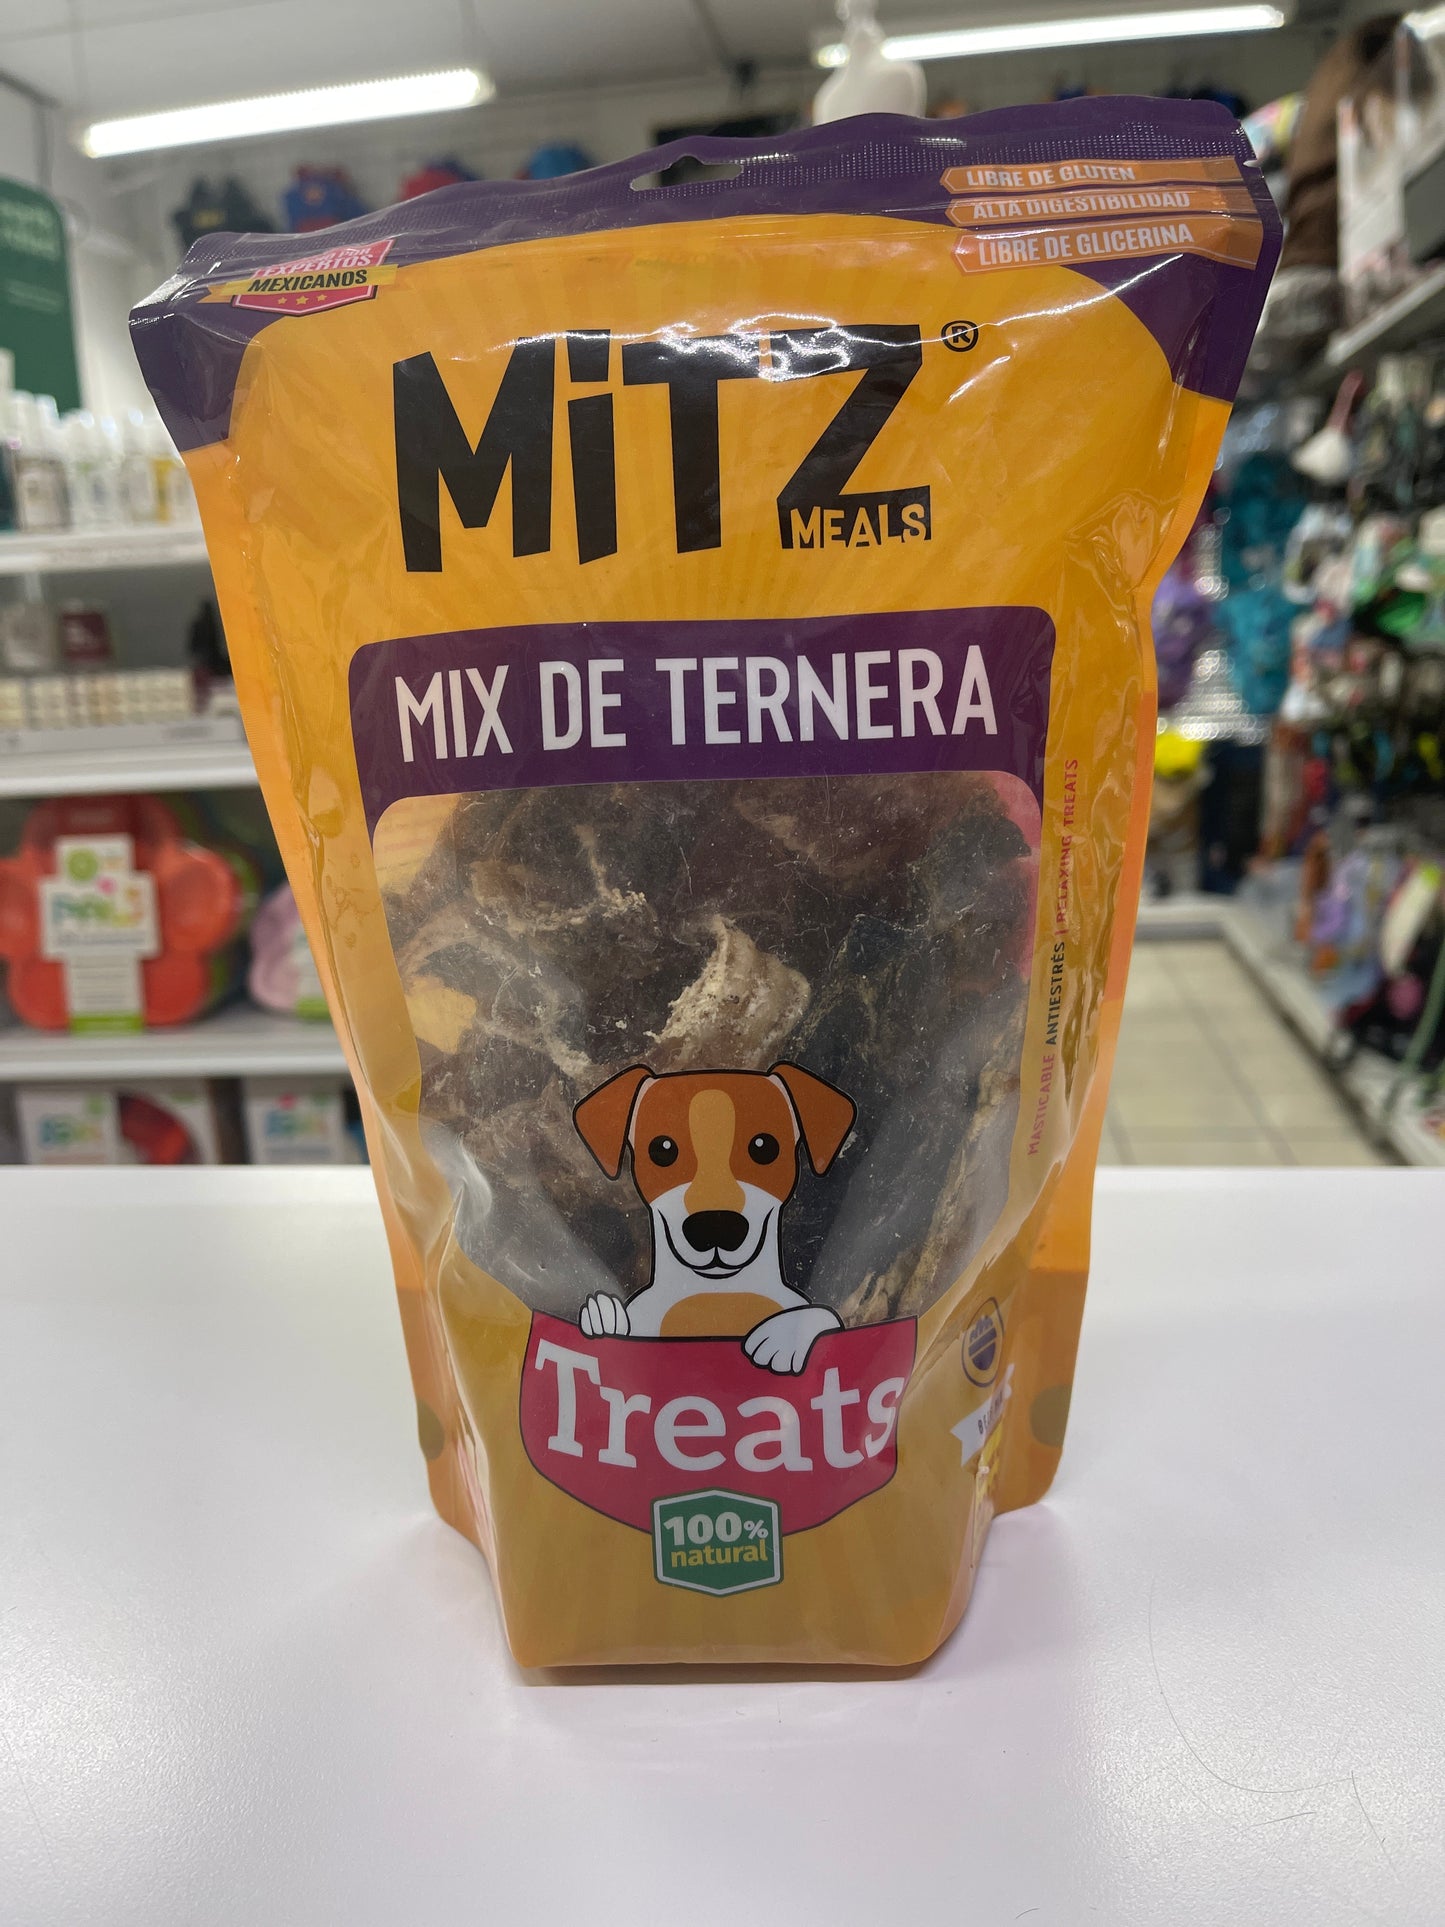 LIBRE DE GLUTEN
ALTA DIGESTIBILIDAD
LIBRE DE GLICERINA
EXPERTOS
MEXICANOS
MiTZ®
MEALS
MIX DE TERNERA
MASTICABLE ANTIESTRÉS | RELAXING TREATS
Treats
100%
natural